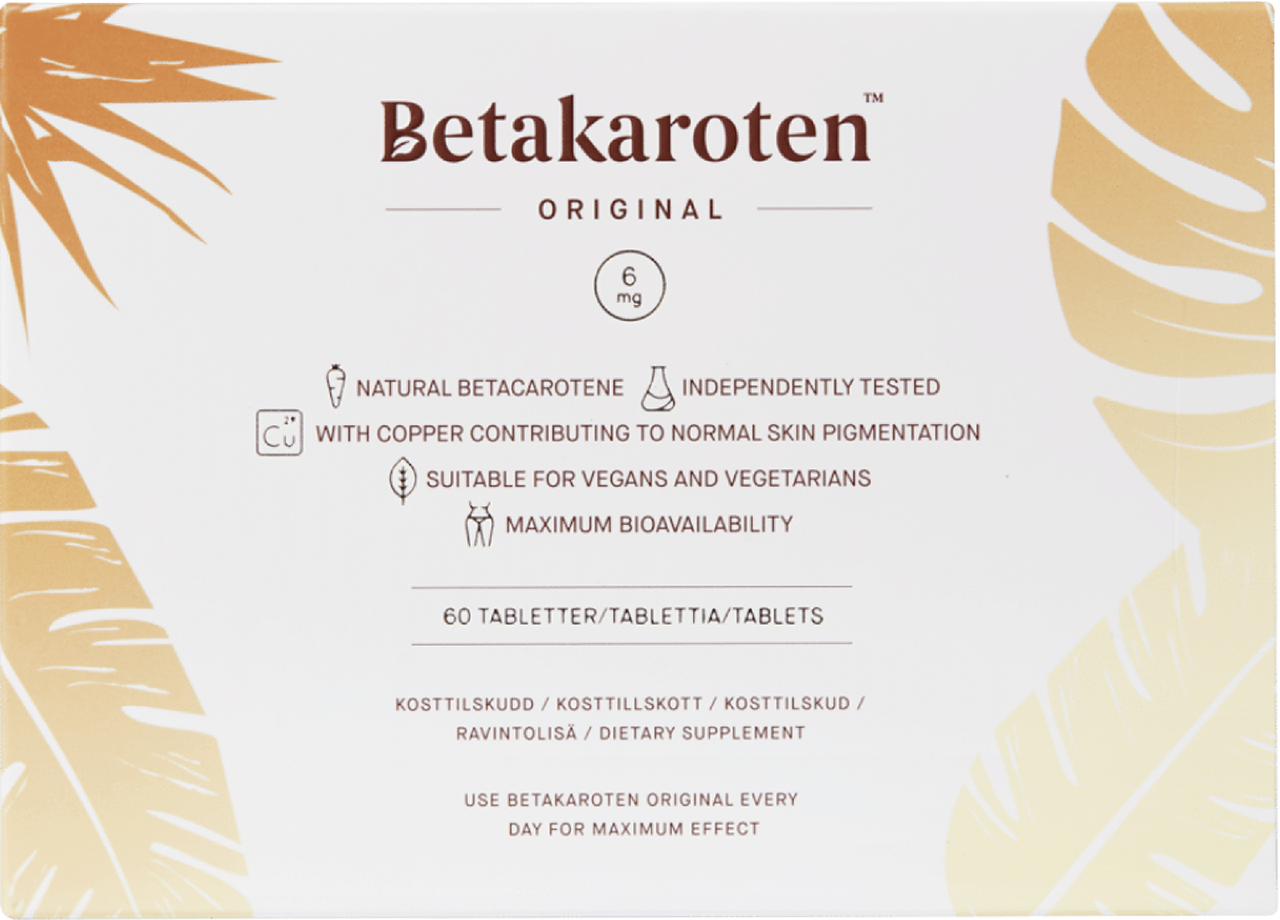 Betakaroten™
ORIGINAL
6
mg
NATURAL BETACAROTENE INDEPENDENTLY TESTED
Cu 2+ WITH COPPER CONTRIBUTING TO NORMAL SKIN PIGMENTATION
SUITABLE FOR VEGANS AND VEGETARIANS
MAXIMUM BIOAVAILABILITY
60 TABLETTER/TABLETTIA/TABLETS
KOSTTILSKUDD / KOSTTILLSKOTT / KOSTTILSKUD /
RAVINTOLISÄ / DIETARY SUPPLEMENT
USE BETAKAROTEN ORIGINAL EVERY
DAY FOR MAXIMUM EFFECT